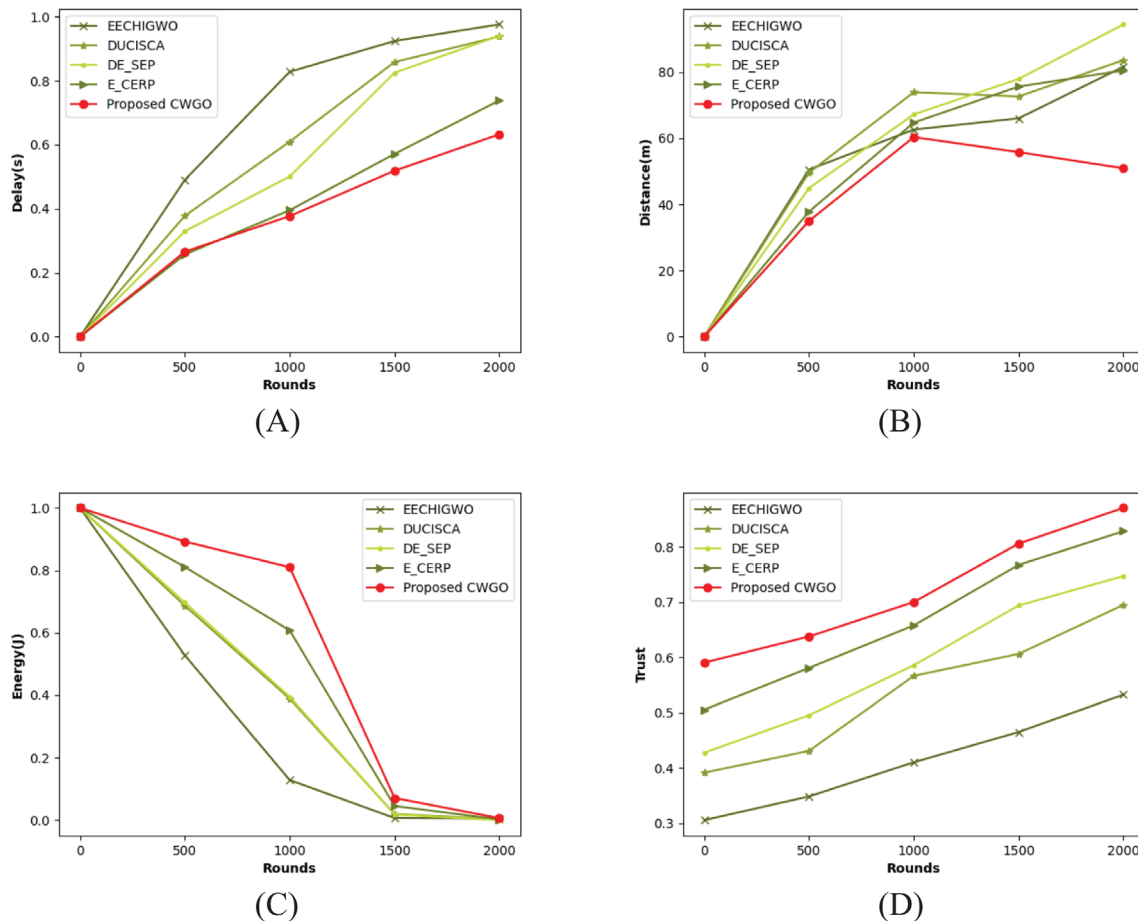 1.0
0.8
0.6
0.4
0.2
0.0
Delay(s)
EECHIGWO
DUCISCA
DE_SEP
E_CERP
Proposed CWGO
0 500 1000 1500 2000
Rounds
(A)
80
60
40
20
0
Distance(m)
EECHIGWO
DUCISCA
DE_SEP
E_CERP
Proposed CWGO
0 500 1000 1500 2000
Rounds
(B)
1.0
0.8
0.6
0.4
0.2
0.0
Energy(J)
EECHIGWO
DUCISCA
DE_SEP
E_CERP
Proposed CWGO
0 500 1000 1500 2000
Rounds
(C)
0.8
0.7
0.6
0.5
0.4
0.3
Trust
EECHIGWO
DUCISCA
DE_SEP
E_CERP
Proposed CWGO
0 500 1000 1500 2000
Rounds
(D)